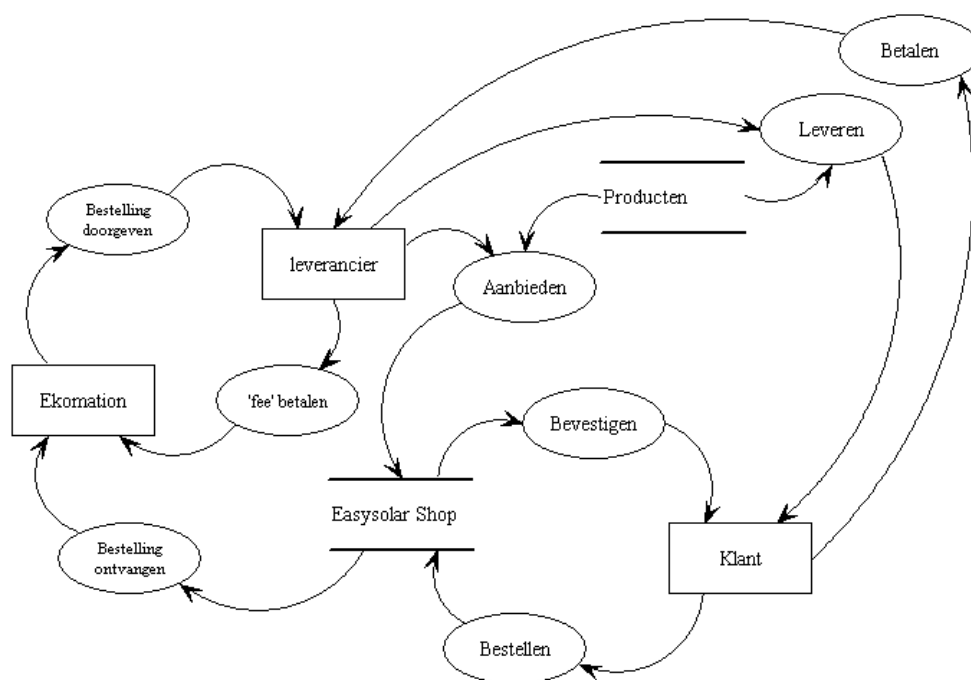 Betalen
Leveren
Producten
Bestelling
doorgeven
leverancier
Aanbieden
Ekomation
'fee' betalen
Bevestigen
Easysolar Shop
Bestelling
ontvangen
Klant
Bestellen